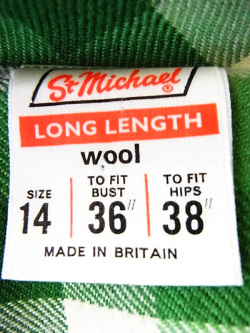 St Michael®
LONG LENGTH
wool
SIZE TO FIT BUST TO FIT HIPS
14 36" 38"
MADE IN BRITAIN